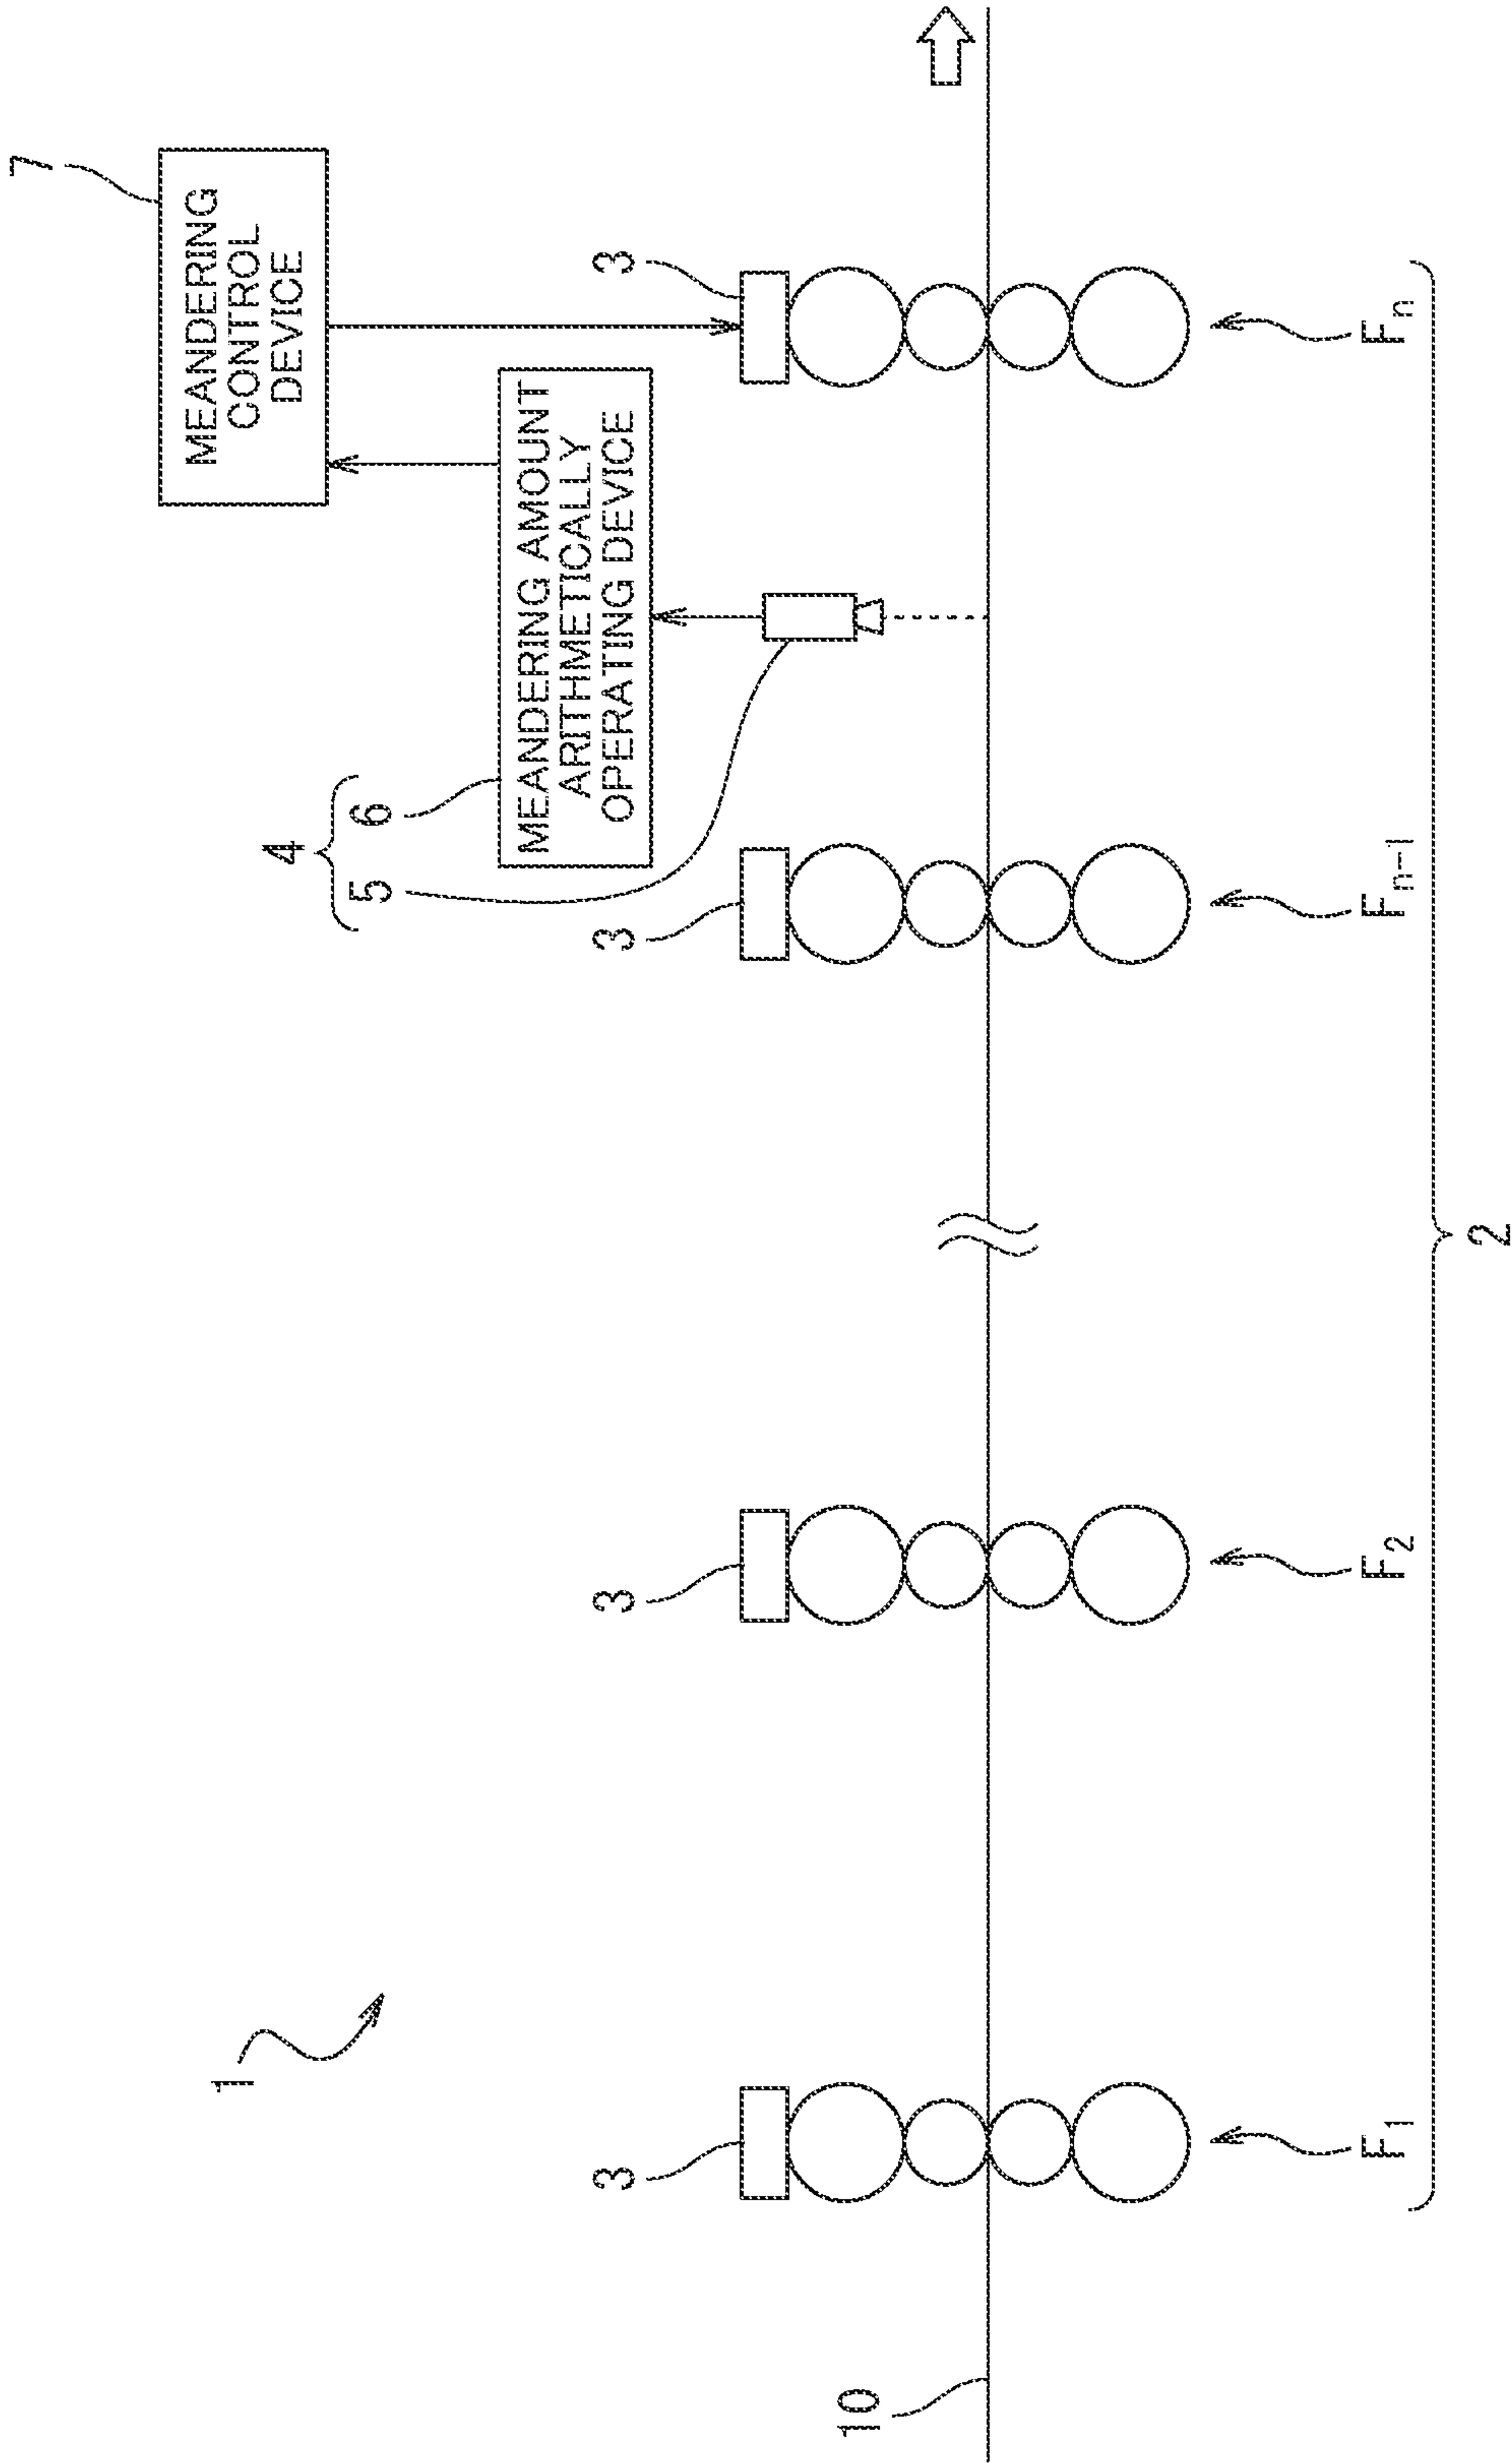 7
MEANDERING
CONTROL
DEVICE
4
6
5
MEANDERING AMOUNT
ARITHMETICALLY
OPERATING DEVICE
1
3
3
3
3
10
F1
F2
Fn-1
Fn
2